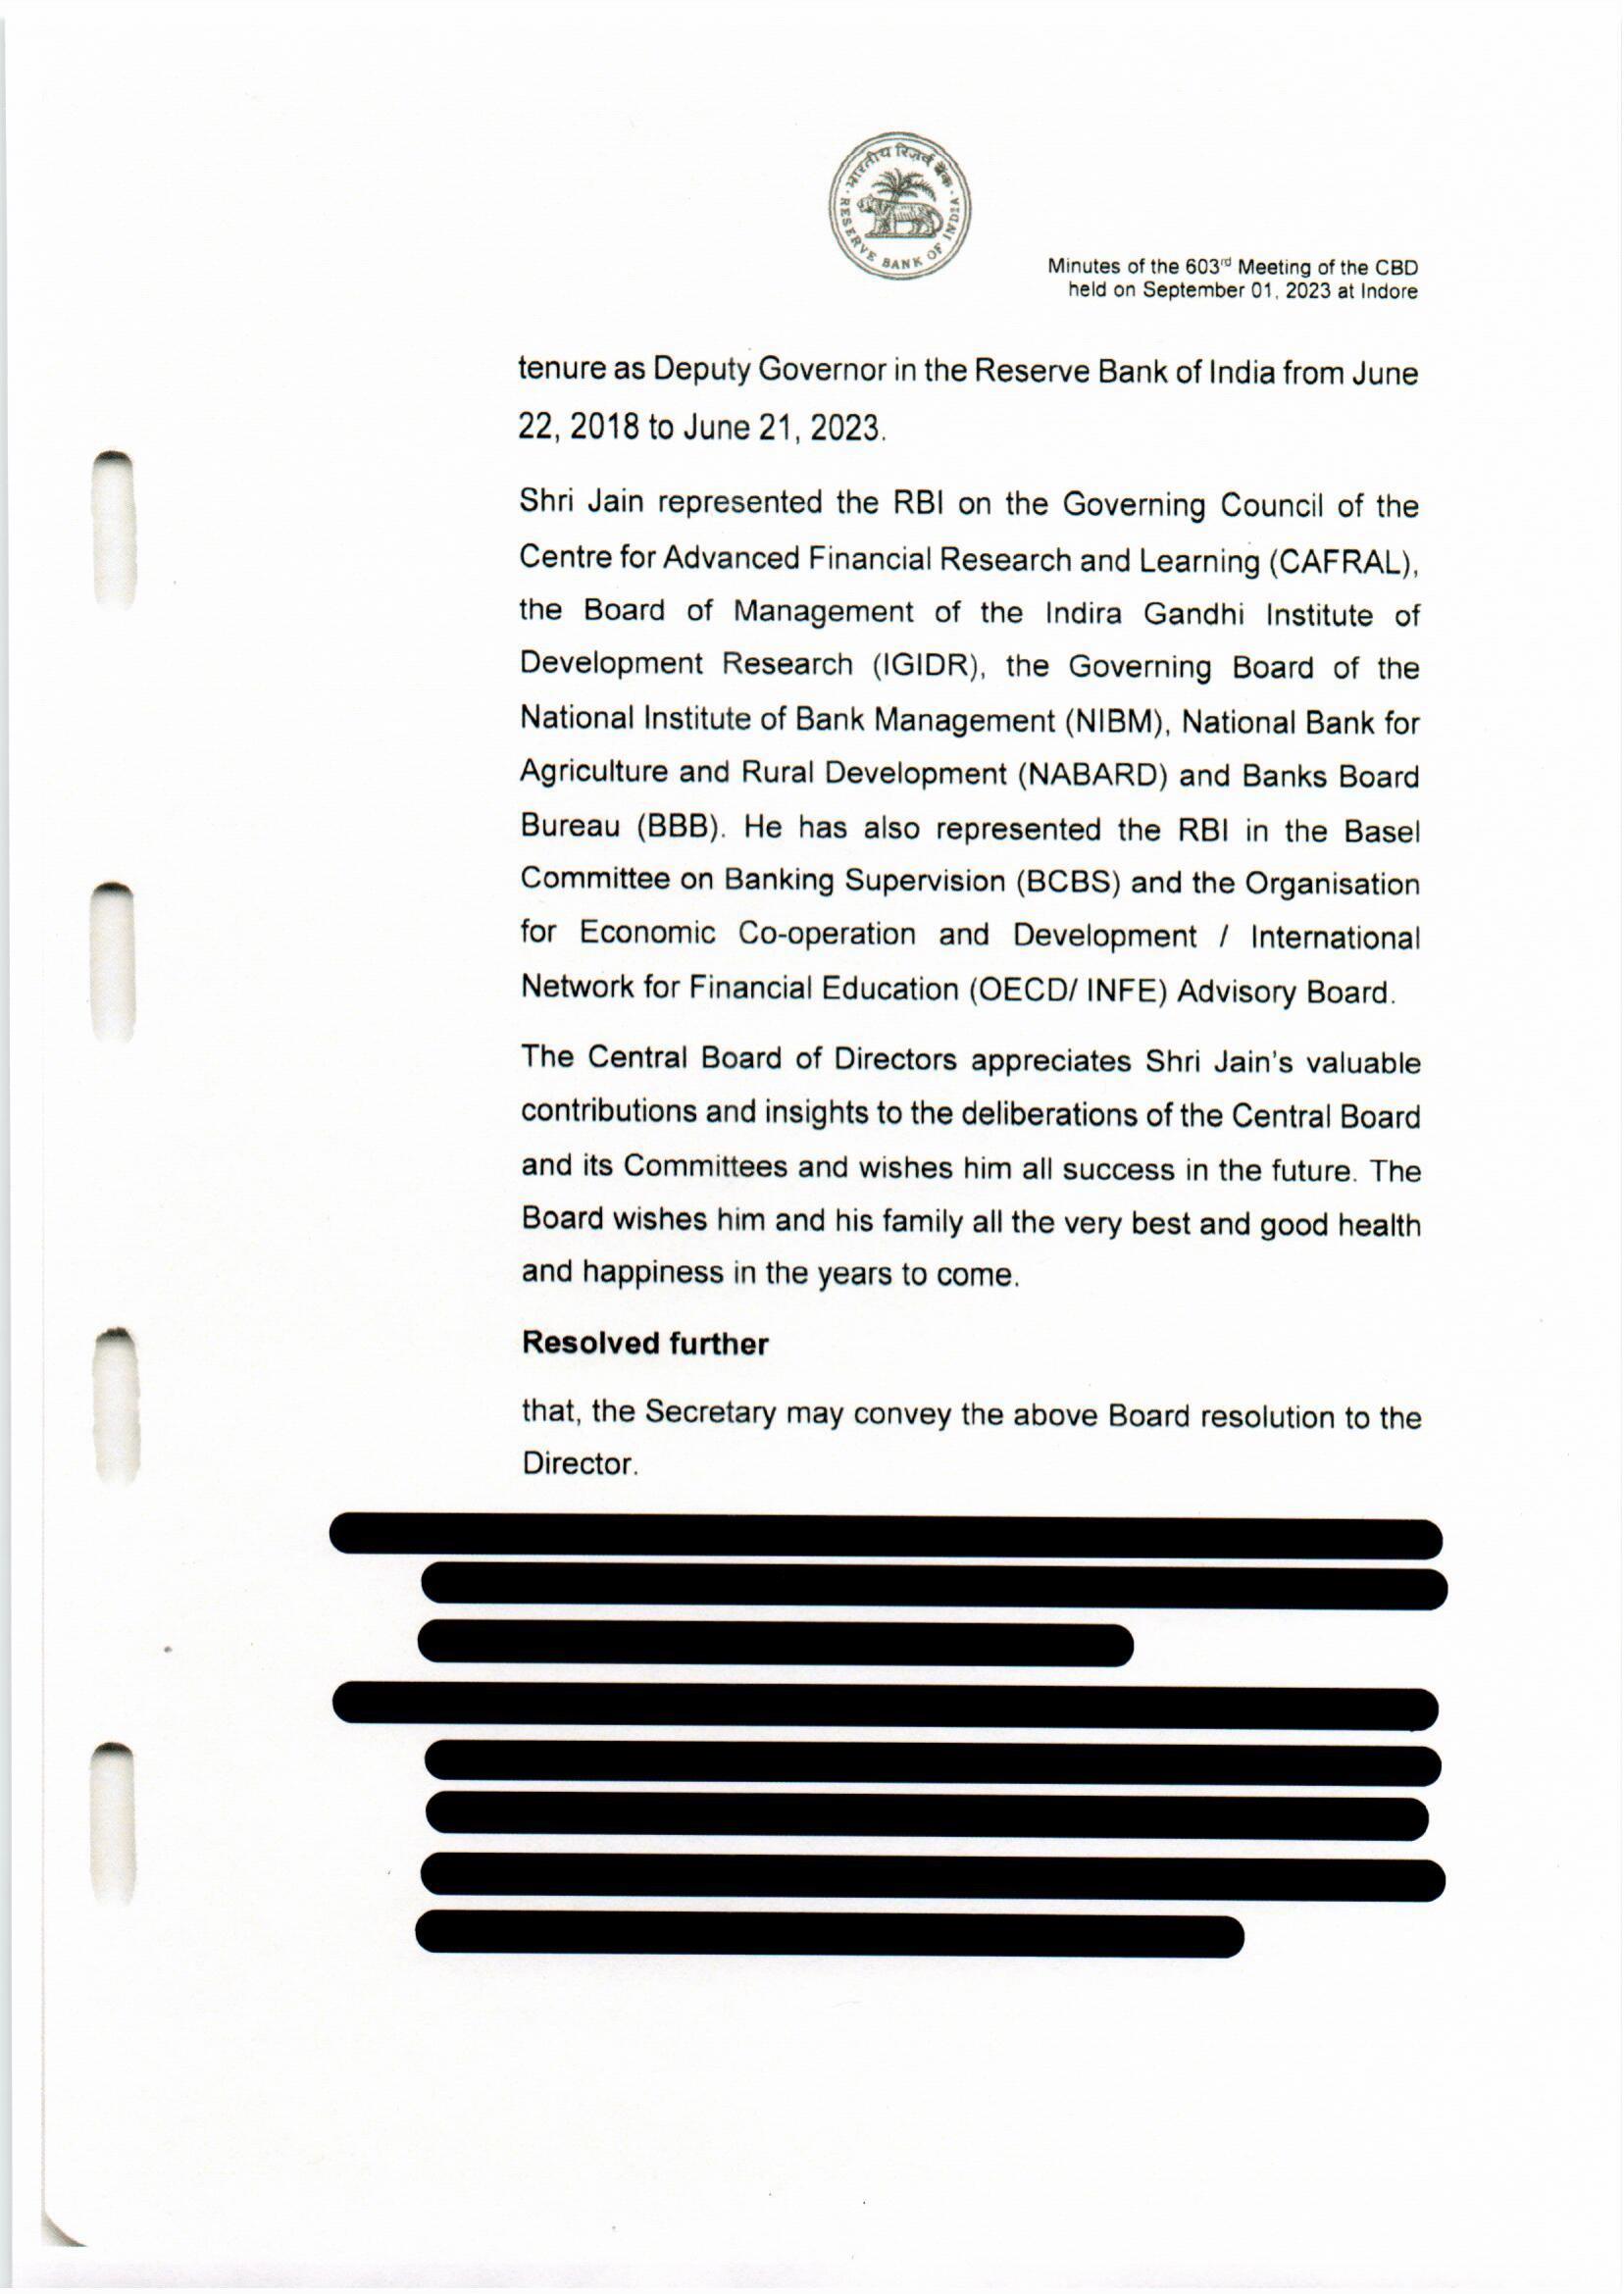 भारतीय रिज़र्व बैंक
RESERVE BANK OF INDIA
Minutes of the 603rd Meeting of the CBD
held on September 01, 2023 at Indore
tenure as Deputy Governor in the Reserve Bank of India from June
22, 2018 to June 21, 2023.
Shri Jain represented the RBI on the Governing Council of the
Centre for Advanced Financial Research and Learning (CAFRAL),
the Board of Management of the Indira Gandhi Institute of
Development Research (IGIDR), the Governing Board of the
National Institute of Bank Management (NIBM), National Bank for
Agriculture and Rural Development (NABARD) and Banks Board
Bureau (BBB). He has also represented the RBI in the Basel
Committee on Banking Supervision (BCBS) and the Organisation
for Economic Co-operation and Development / International
Network for Financial Education (OECD/ INFE) Advisory Board.
The Central Board of Directors appreciates Shri Jain's valuable
contributions and insights to the deliberations of the Central Board
and its Committees and wishes him all success in the future. The
Board wishes him and his family all the very best and good health
and happiness in the years to come.
Resolved further
that, the Secretary may convey the above Board resolution to the
Director.